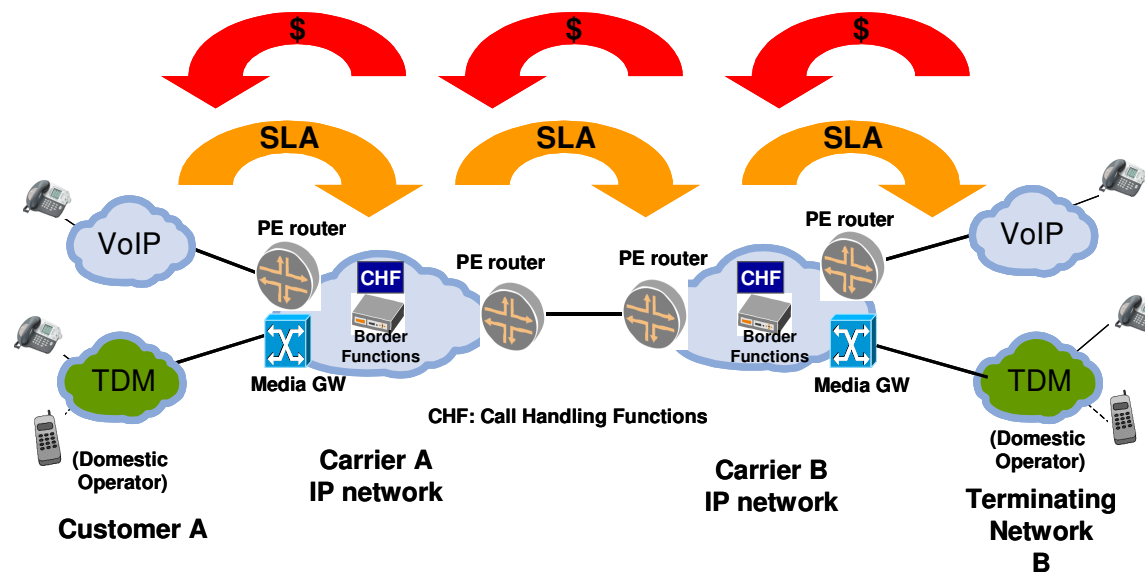 $
$
$
SLA
SLA
SLA
PE router
PE router
PE router
PE router
VoIP
VoIP
CHF
CHF
Border
Functions
Border
Functions
TDM
TDM
Media GW
Media GW
CHF: Call Handling Functions
(Domestic
Operator)
(Domestic
Operator)
Carrier A
IP network
Carrier B
IP network
Customer A
Terminating
Network
B